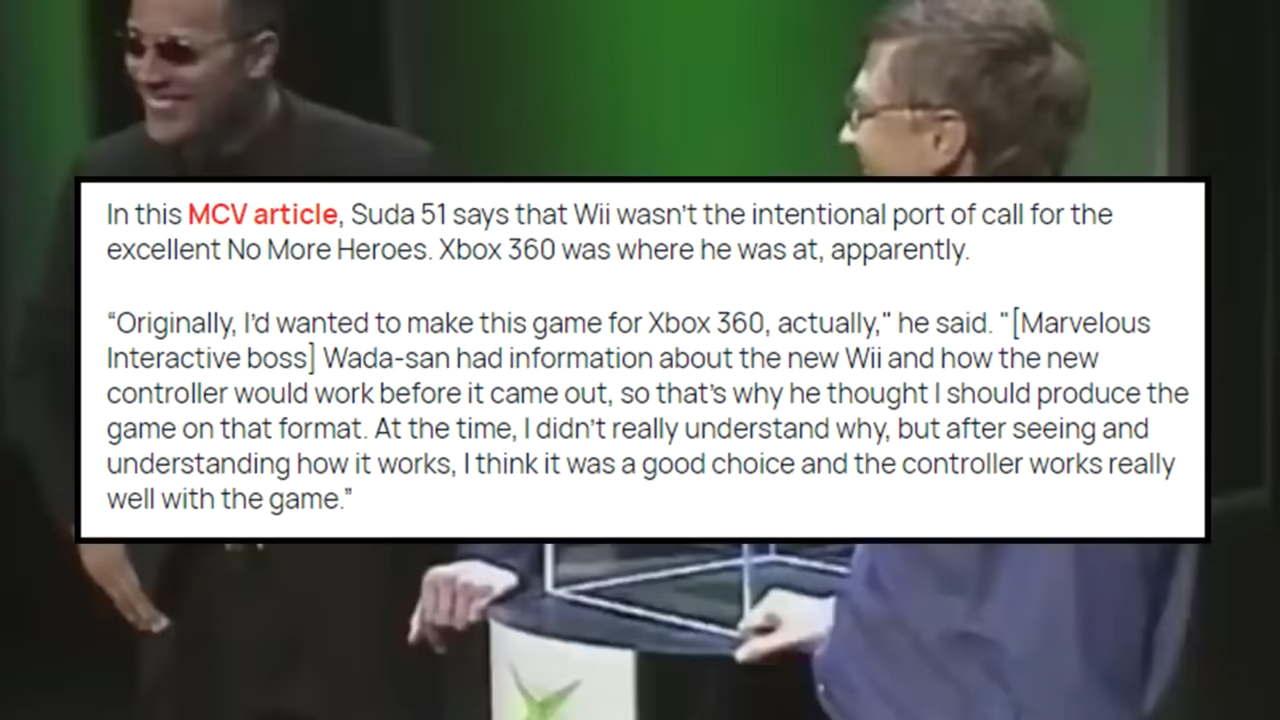 In this MCV article, Suda 51 says that Wii wasn’t the intentional port of call for the
excellent No More Heroes. Xbox 360 was where he was at, apparently.
“Originally, I’d wanted to make this game for Xbox 360, actually," he said. "[Marvelous
Interactive boss] Wada-san had information about the new Wii and how the new
controller would work before it came out, so that’s why he thought I should produce the
game on that format. At the time, I didn’t really understand why, but after seeing and
understanding how it works, I think it was a good choice and the controller works really
well with the game.”